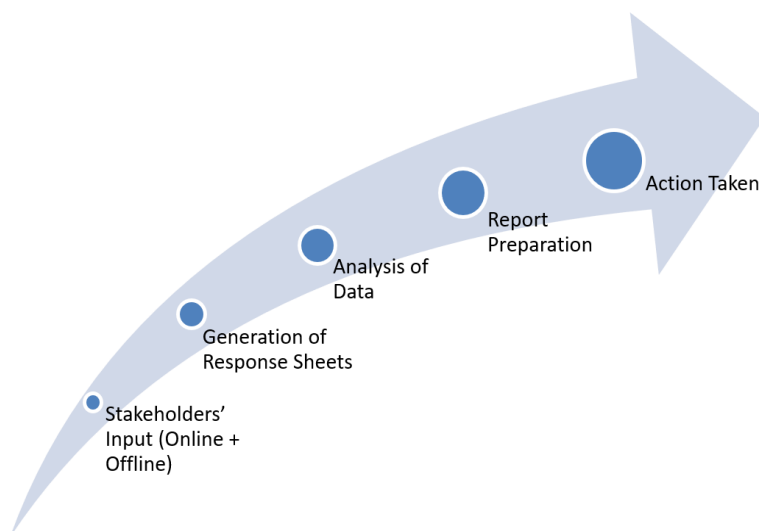 Stakeholders’
Input (Online +
Offline)
Generation of
Response Sheets
Analysis of
Data
Report
Preparation
Action Taken